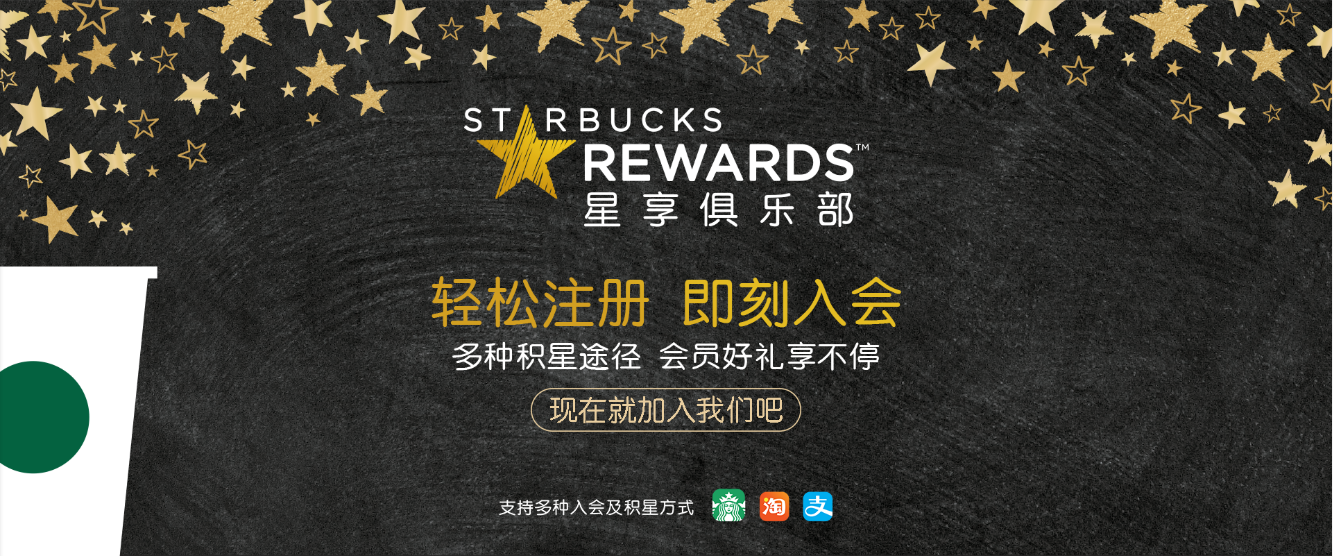 STARBUCKS
REWARDS™
星享俱乐部
轻松注册 即刻入会
多种积星途径 会员好礼享不停
现在就加入我们吧
支持多种入会及积星方式 淘 支